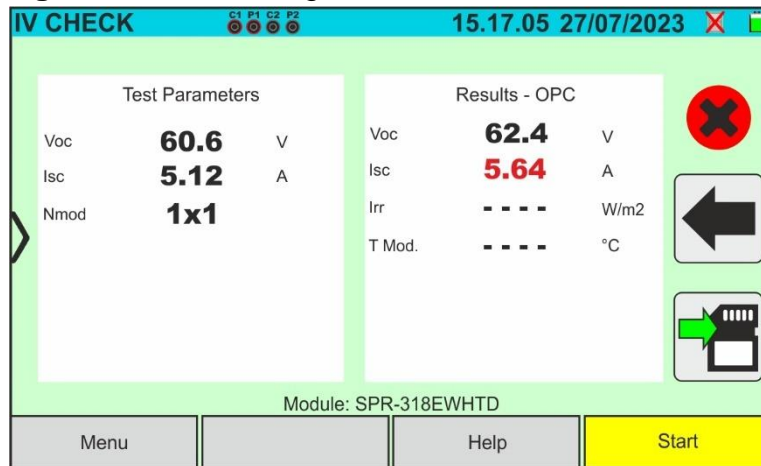 IV CHECK C1 P1 C2 P2 15.17.05 27/07/2023
Test Parameters
Voc 60.6 V
Isc 5.12 A
Nmod 1x1
Results - OPC
Voc 62.4 V
Isc 5.64 A
Irr - - - - W/m2
T Mod. - - - - °C
Module: SPR-318EWHTD
Menu Help Start